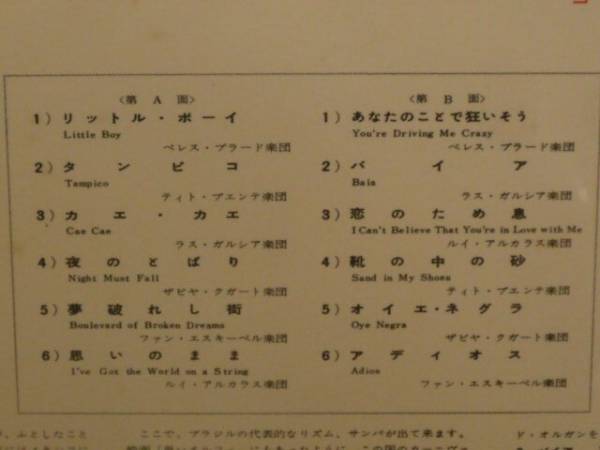 〈第 A 面〉
1) リットル・ボーイ
Little Boy
ペレス・プラード楽団
2) タンピコ
Tampico
ティト・プエンテ楽団
3) カエ・カエ
Cae Cae
ラス・ガルシア楽団
4) 夜のとばり
Night Must Fall
ザビヤ・クガート楽団
5) 夢破れし街
Boulevard of Broken Dreams
ファン・エスキーベル楽団
6) 思いのまま
I've Got the World on a String
ルイ・アルカラス楽団
〈第 B 面〉
1) あなたのことで狂いそう
You're Driving Me Crazy
ペレス・プラード楽団
2) バイア
Baia
ラス・ガルシア楽団
3) 恋のため息
I Can't Believe That You're in Love with Me
ルイ・アルカラス楽団
4) 靴の中の砂
Sand in My Shoes
ティト・プエンテ楽団
5) オイエ・ネグラ
Oye Negra
ザビヤ・クガート楽団
6) アディオス
Adios
ファン・エスキーベル楽団
、ふとしたこと
ここで、ブラジルの代表的なリズム、サンバが出て来ます。
ド・オルガンを